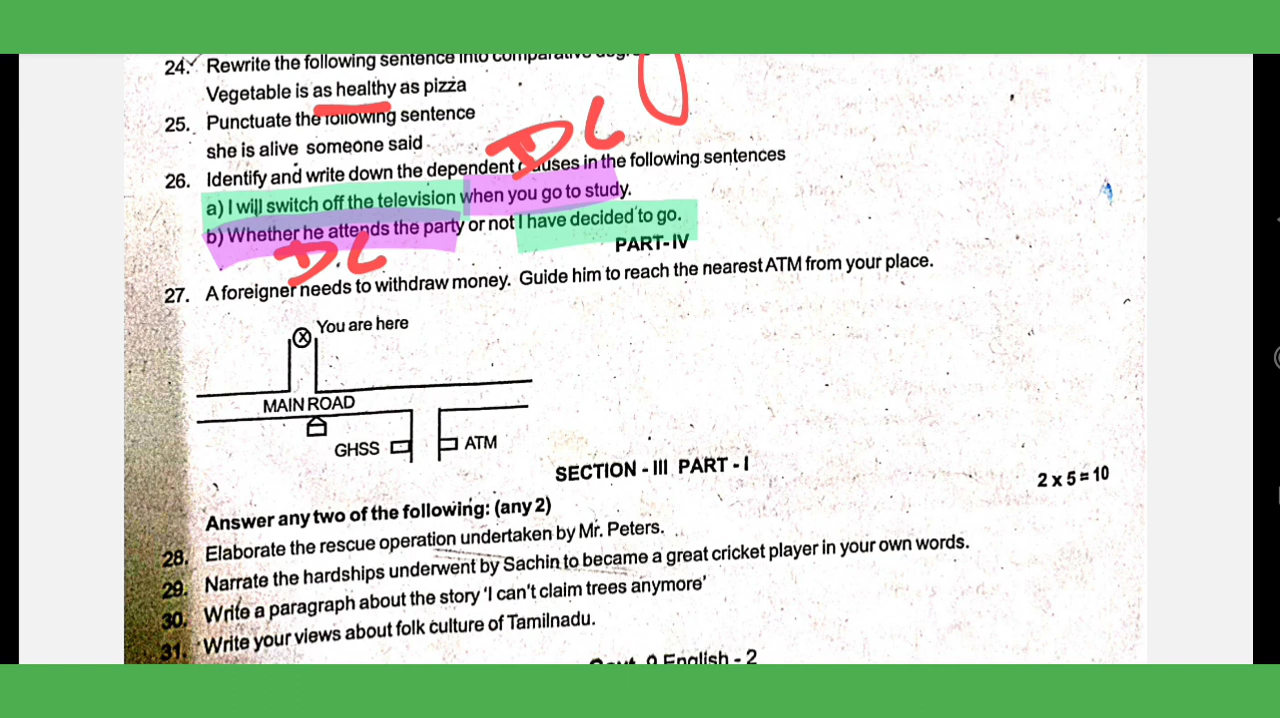 24. Rewrite the following sentence into comparative degr
Vegetable is as healthy as pizza
25. Punctuate the following sentence
she is alive someone said
DC
26. Identify and write down the dependent clauses in the following sentences
a) I will switch off the television when you go to study.
b) Whether he attends the party or not I have decided to go.
DC
PART-IV
27. A foreigner needs to withdraw money. Guide him to reach the nearest ATM from your place.
You are here
MAIN ROAD
GHSS
ATM
SECTION - III PART - I
2 x 5 = 10
Answer any two of the following: (any 2)
28. Elaborate the rescue operation undertaken by Mr. Peters.
29. Narrate the hardships underwent by Sachin to became a great cricket player in your own words.
30. Write a paragraph about the story 'I can't claim trees anymore'
31. Write your views about folk culture of Tamilnadu.
9 English - 2